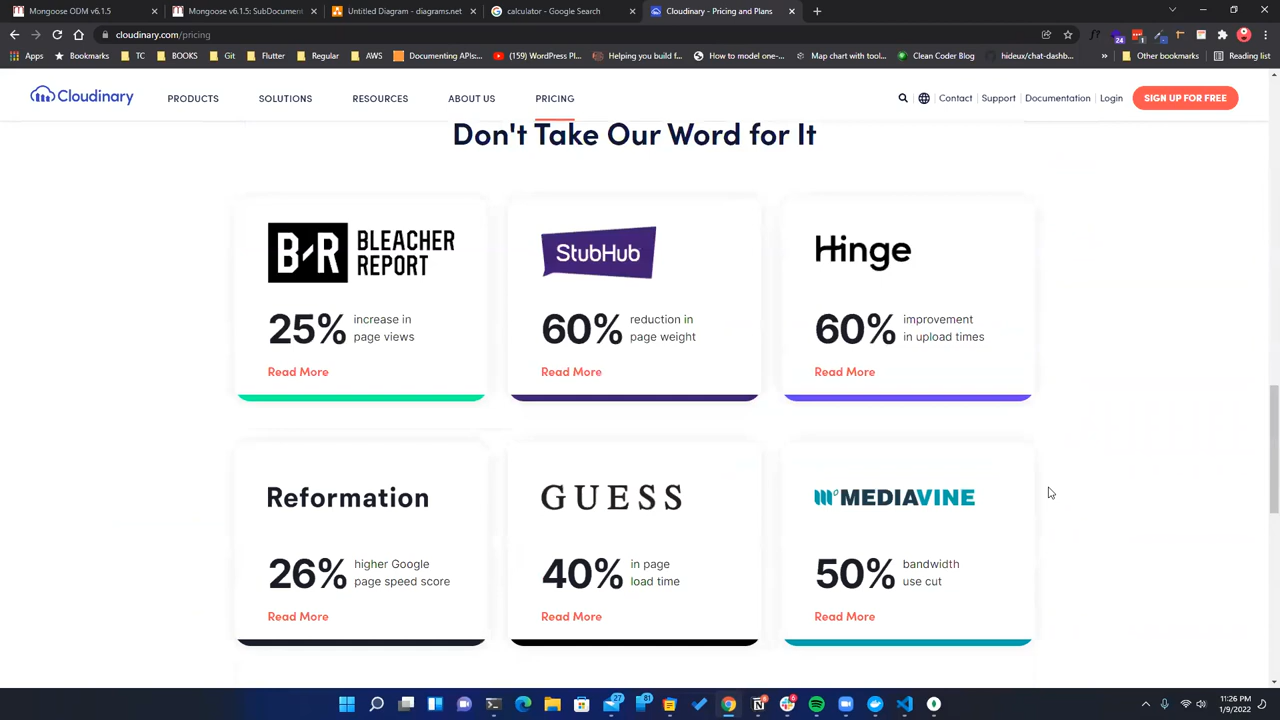 Mongoose ODM v6.1.5
Mongoose v6.1.5: SubDocument
Untitled Diagram - diagrams.net
calculator - Google Search
Cloudinary - Pricing and Plans
cloudinary.com/pricing
24
Apps
Bookmarks
TC
BOOKS
Git
Flutter
Regular
AWS
Documenting APIs:...
(159) WordPress Pl...
Helping you build f...
How to model one-...
Map chart with tool...
Clean Coder Blog
hideux/chat-dashb...
Other bookmarks
Reading list
Cloudinary
PRODUCTS
SOLUTIONS
RESOURCES
ABOUT US
PRICING
Contact
Support
Documentation
Login
SIGN UP FOR FREE
Don't Take Our Word for It
B/R BLEACHER
REPORT
25% increase in
page views
Read More
StubHub
60% reduction in
page weight
Read More
Hinge
60% improvement
in upload times
Read More
Reformation
26% higher Google
page speed score
Read More
GUESS
40% in page
load time
Read More
MEDIAVINE
50% bandwidth
use cut
Read More
27
81
6
11:26 PM
1/9/2022